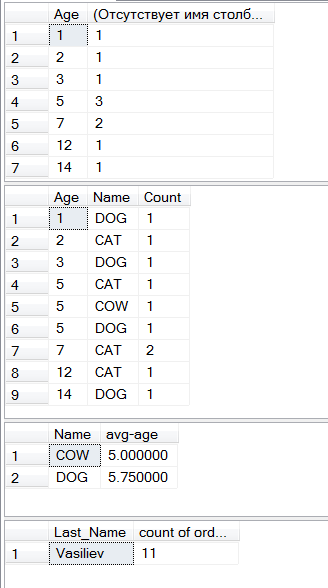 Age (Отсутствует имя столб...
1 1 1
2 2 1
3 3 1
4 5 3
5 7 2
6 12 1
7 14 1
Age Name Count
1 1 DOG 1
2 2 CAT 1
3 3 DOG 1
4 5 CAT 1
5 5 COW 1
6 5 DOG 1
7 7 CAT 2
8 12 CAT 1
9 14 DOG 1
Name avg-age
1 COW 5.000000
2 DOG 5.750000
Last_Name count of ord...
1 Vasiliev 11